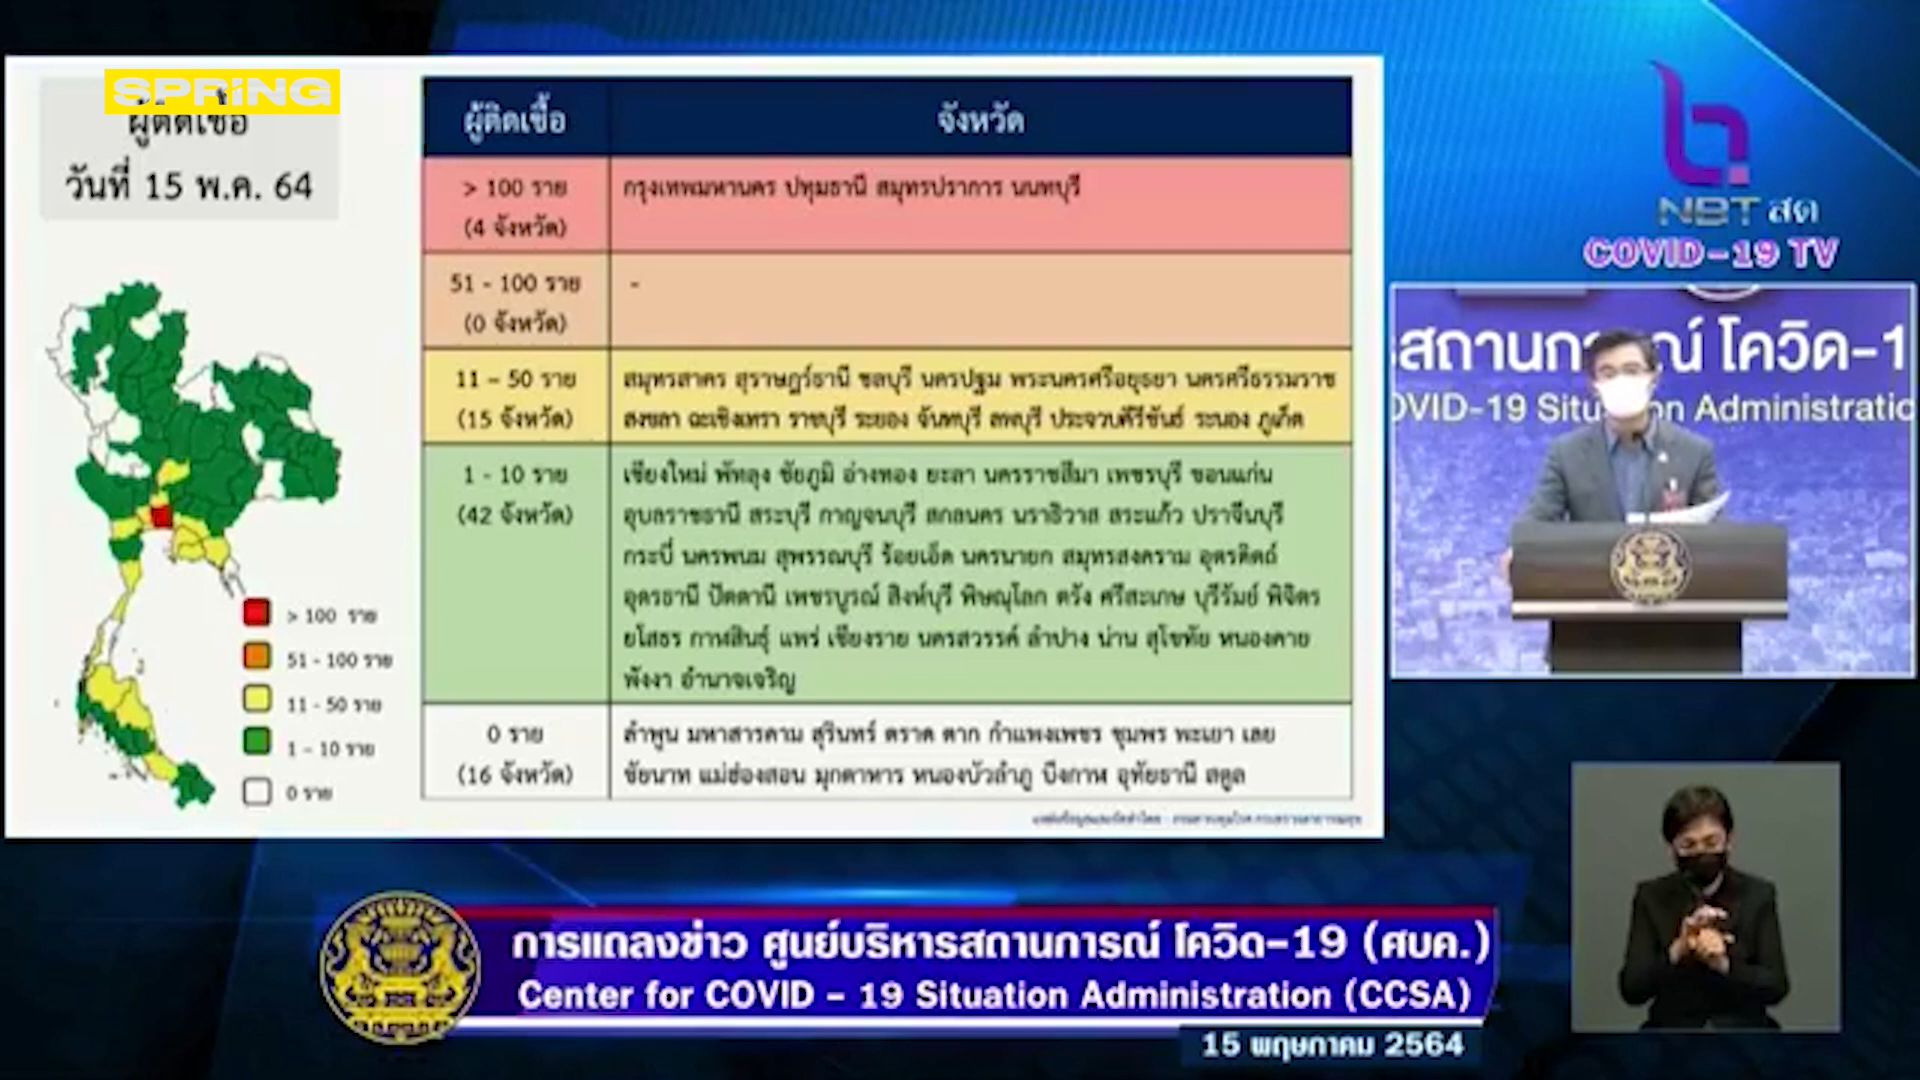 SPRiNG
ผู้ติดเชื้อ
วันที่ 15 พ.ค. 64
ผู้ติดเชื้อ
จังหวัด
> 100 ราย
(4 จังหวัด)
กรุงเทพมหานคร ปทุมธานี สมุทรปราการ นนทบุรี
51 - 100 ราย
(0 จังหวัด)
-
11 – 50 ราย
(15 จังหวัด)
สมุทรสาคร สุราษฎร์ธานี ชลบุรี นครปฐม พระนครศรีอยุธยา นครศรีธรรมราช
สงขลา ฉะเชิงเทรา ราชบุรี ระยอง จันทบุรี ลพบุรี ประจวบคีรีขันธ์ ระนอง ภูเก็ต
1 - 10 ราย
(42 จังหวัด)
เชียงใหม่ พัทลุง ชัยภูมิ อ่างทอง ยะลา นครราชสีมา เพชรบุรี ขอนแก่น
อุบลราชธานี สระบุรี กาญจนบุรี สกลนคร นราธิวาส สระแก้ว ปราจีนบุรี
กระบี่ นครพนม สุพรรณบุรี ร้อยเอ็ด นครนายก สมุทรสงคราม อุตรดิตถ์
อุดรธานี ปัตตานี เพชรบูรณ์ สิงห์บุรี พิษณุโลก ตรัง ศรีสะเกษ บุรีรัมย์ พิจิตร
ยโสธร กาฬสินธุ์ แพร่ เชียงราย นครสวรรค์ ลำปาง น่าน สุโขทัย หนองคาย
พังงา อำนาจเจริญ
0 ราย
(16 จังหวัด)
ลำพูน มหาสารคาม สุรินทร์ ตราด ตาก กำแพงเพชร ชุมพร พะเยา เลย
ชัยนาท แม่ฮ่องสอน มุกดาหาร หนองบัวลำภู บึงกาฬ อุทัยธานี สตูล
> 100 ราย
51 - 100 ราย
11 - 50 ราย
1 – 10 ราย
0 ราย
NBT สด
COVID-19 TV
สถานการณ์ โควิด-1
OVID-19 Situ n Administratio
การแถลงข่าว ศูนย์บริหารสถานการณ์ โควิด-19 (ศบค.)
Center for COVID – 19 Situation Administration (CCSA)
15 พฤษภาคม 2564